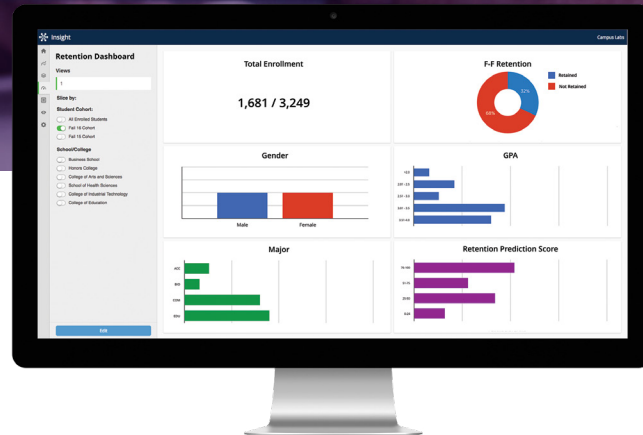 Insight
Campus Labs
Retention Dashboard
Views
1
Slice by:
Student Cohort:
All Enrolled Students
Fall 16 Cohort
Fall 15 Cohort
School/College
Business School
Honors College
College of Arts and Sciences
School of Health Sciences
College of Industrial Technology
College of Education
Edit
Total Enrollment
1,681 / 3,249
F-F Retention
32%
68%
Retained
Not Retained
Gender
Male
Female
GPA
Major
Retention Prediction Score